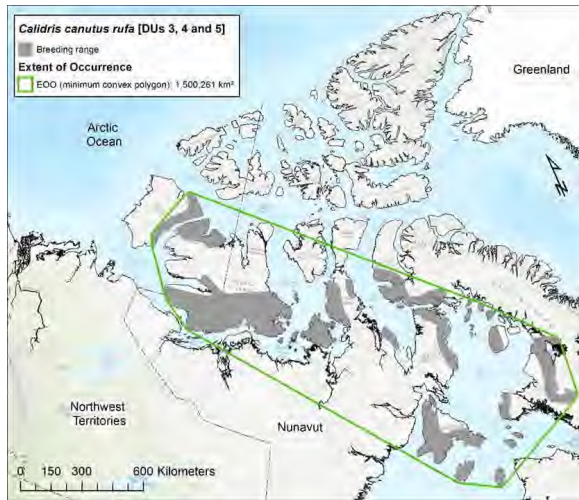 Calidris canutus rufa [DUs 3, 4 and 5]
Breeding range
Extent of Occurrence
EOO (minimum convex polygon): 1,500,261 km²
Greenland
Arctic
Ocean
N
Northwest
Territories
Nunavut
0 150 300 600 Kilometers